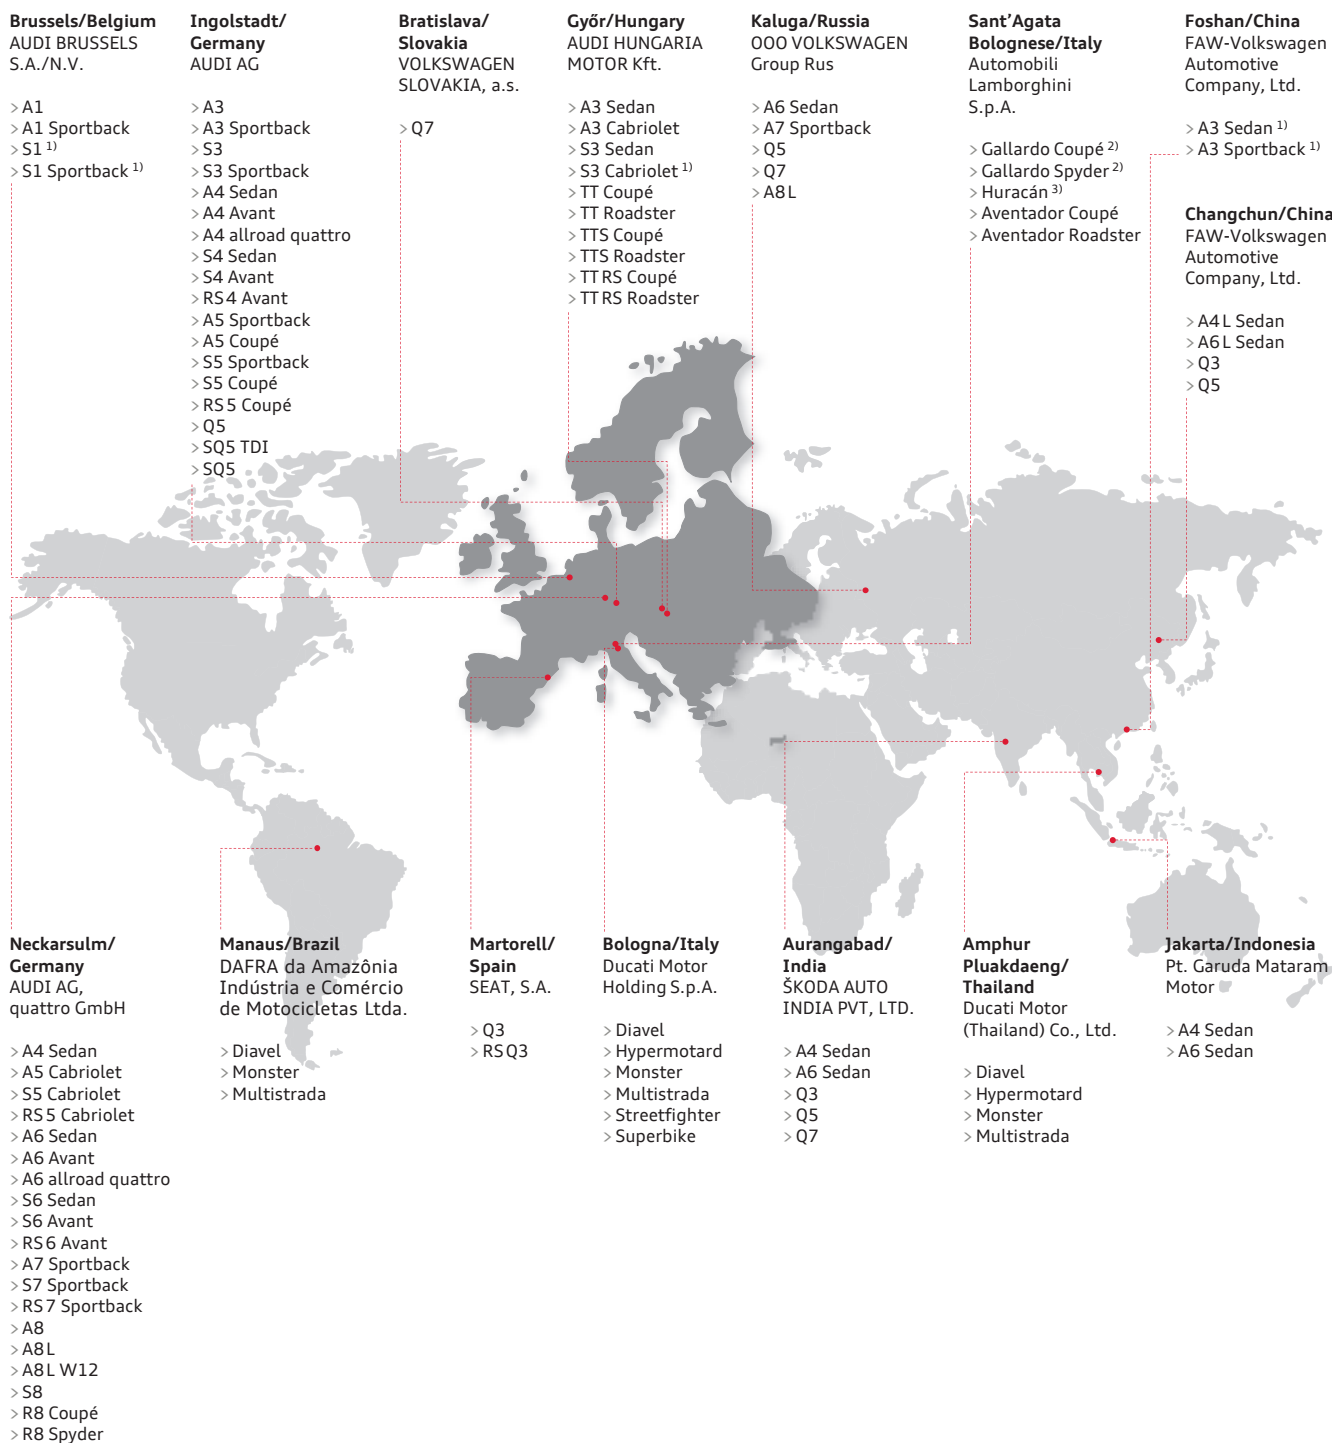 Brussels/Belgium
AUDI BRUSSELS
S.A./N.V.
> A1
> A1 Sportback
> S1 1)
> S1 Sportback 1)
Ingolstadt/
Germany
AUDI AG
> A3
> A3 Sportback
> S3
> S3 Sportback
> A4 Sedan
> A4 Avant
> A4 allroad quattro
> S4 Sedan
> S4 Avant
> RS 4 Avant
> A5 Sportback
> A5 Coupé
> S5 Sportback
> S5 Coupé
> RS 5 Coupé
> Q5
> SQ5 TDI
> SQ5
Bratislava/
Slovakia
VOLKSWAGEN
SLOVAKIA, a.s.
> Q7
Győr/Hungary
AUDI HUNGARIA
MOTOR Kft.
> A3 Sedan
> A3 Cabriolet
> S3 Sedan
> S3 Cabriolet 1)
> TT Coupé
> TT Roadster
> TTS Coupé
> TTS Roadster
> TT RS Coupé
> TT RS Roadster
Kaluga/Russia
OOO VOLKSWAGEN
Group Rus
> A6 Sedan
> A7 Sportback
> Q5
> Q7
> A8 L
Sant’Agata
Bolognese/Italy
Automobili
Lamborghini
S.p.A.
> Gallardo Coupé 2)
> Gallardo Spyder 2)
> Huracán 3)
> Aventador Coupé
> Aventador Roadster
Foshan/China
FAW-Volkswagen
Automotive
Company, Ltd.
> A3 Sedan 1)
> A3 Sportback 1)
Changchun/China
FAW-Volkswagen
Automotive
Company, Ltd.
> A4 L Sedan
> A6 L Sedan
> Q3
> Q5
Neckarsulm/
Germany
AUDI AG,
quattro GmbH
> A4 Sedan
> A5 Cabriolet
> S5 Cabriolet
> RS 5 Cabriolet
> A6 Sedan
> A6 Avant
> A6 allroad quattro
> S6 Sedan
> S6 Avant
> RS 6 Avant
> A7 Sportback
> S7 Sportback
> RS 7 Sportback
> A8
> A8 L
> A8 L W12
> S8
> R8 Coupé
> R8 Spyder
Manaus/Brazil
DAFRA da Amazônia
Indústria e Comércio
de Motocicletas Ltda.
> Diavel
> Monster
> Multistrada
Martorell/
Spain
SEAT, S.A.
> Q3
> RS Q3
Bologna/Italy
Ducati Motor
Holding S.p.A.
> Diavel
> Hypermotard
> Monster
> Multistrada
> Streetfighter
> Superbike
Aurangabad/
India
ŠKODA AUTO
INDIA PVT, LTD.
> A4 Sedan
> A6 Sedan
> Q3
> Q5
> Q7
Amphur
Pluakdaeng/
Thailand
Ducati Motor
(Thailand) Co., Ltd.
> Diavel
> Hypermotard
> Monster
> Multistrada
Jakarta/Indonesia
Pt. Garuda Mataram
Motor
> A4 Sedan
> A6 Sedan